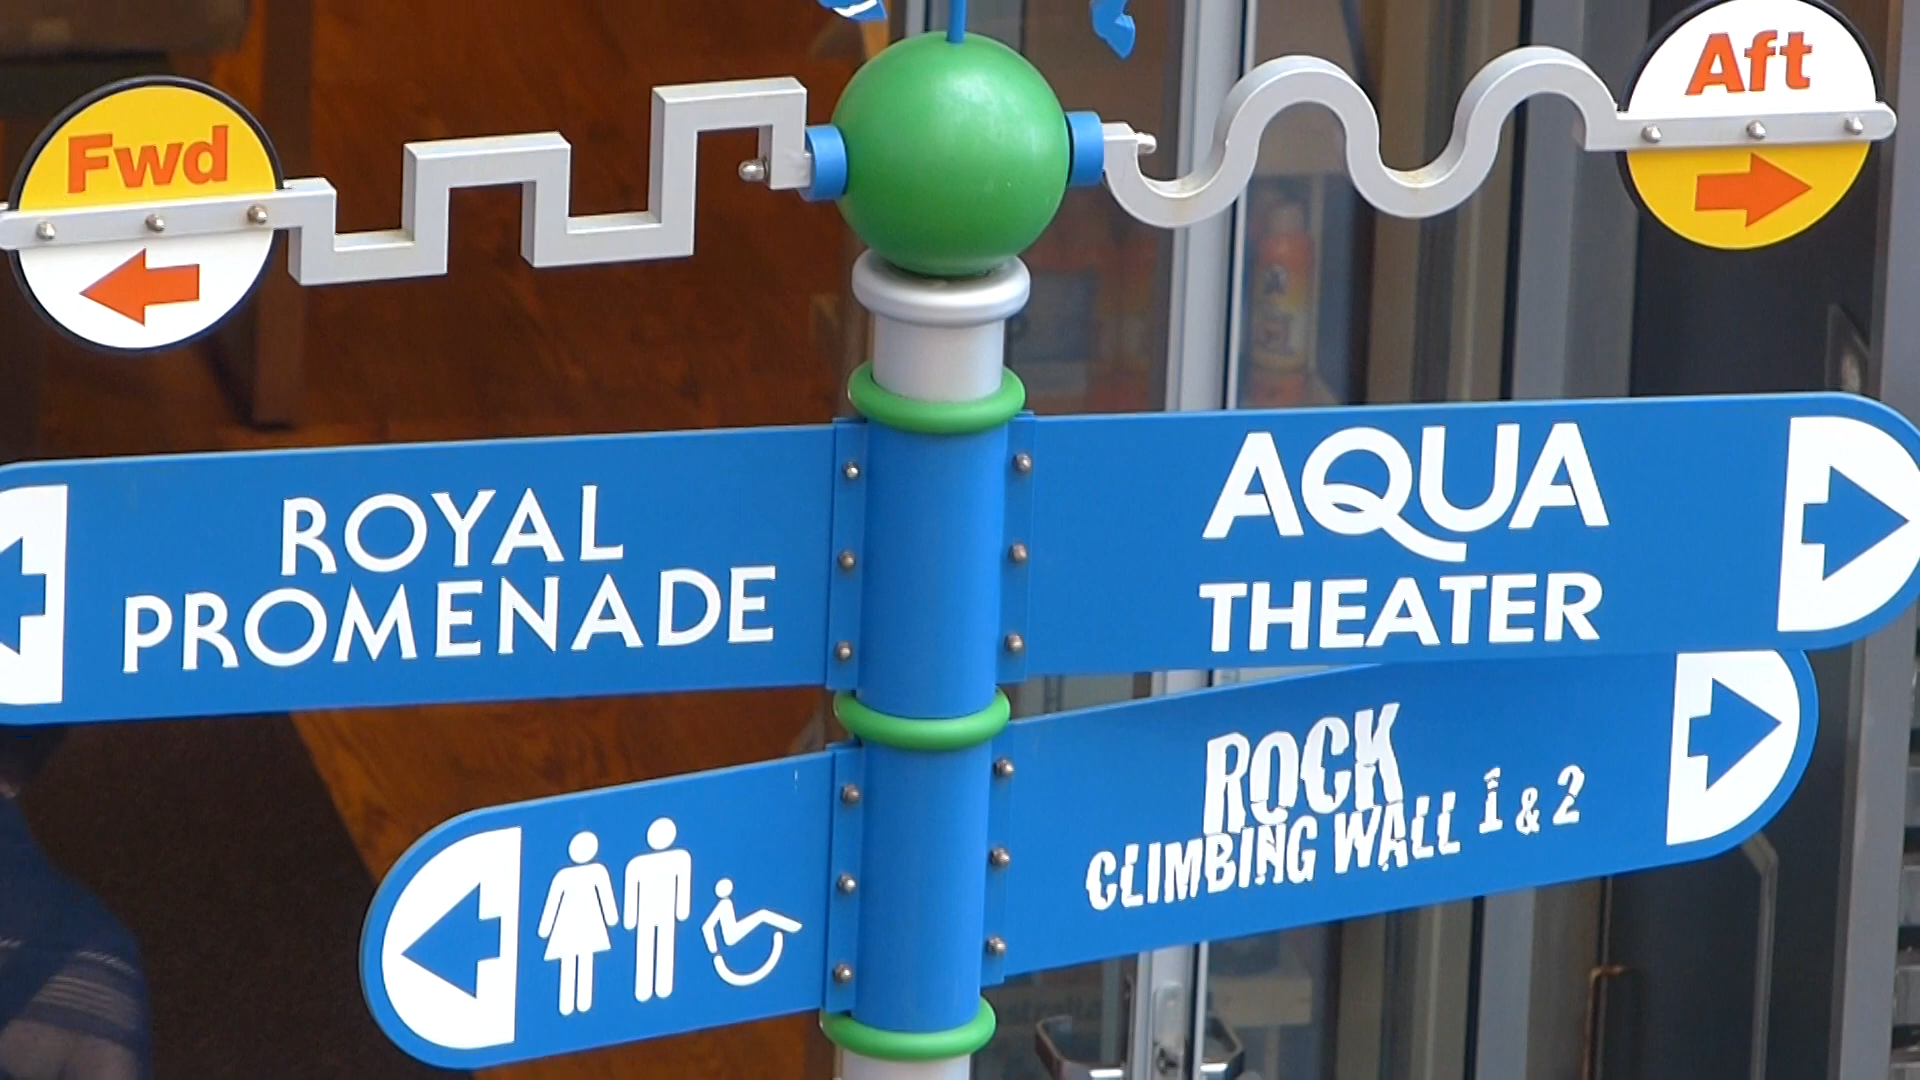 Fwd
Aft
ROYAL
PROMENADE
AQUA
THEATER
ROCK
CLIMBING WALL 1 & 2